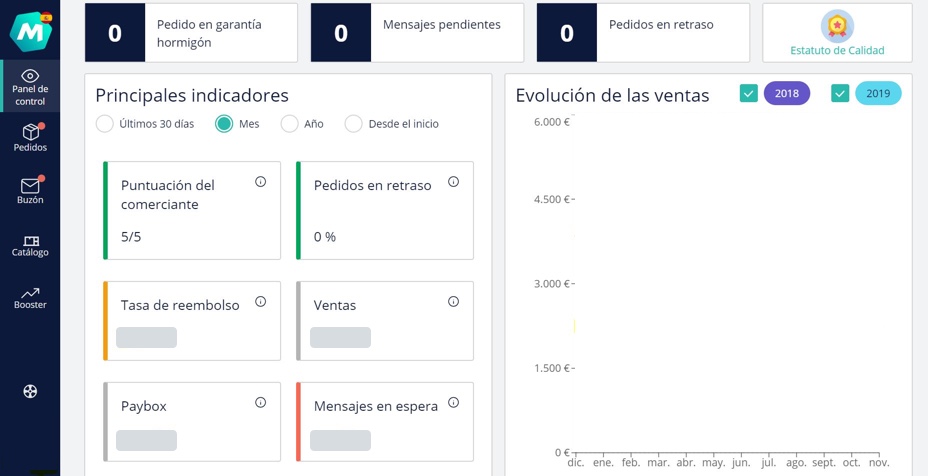 M
Panel de
control
Pedidos
Buzón
Catálogo
Booster
0
Pedido en garantía
hormigón
0
Mensajes pendientes
0
Pedidos en retraso
Estatuto de Calidad
Principales indicadores
Últimos 30 días
Mes
Año
Desde el inicio
Puntuación del
comerciante
5/5
Pedidos en retraso
0 %
Tasa de reembolso
Ventas
Paybox
Mensajes en espera
Evolución de las ventas
2018
2019
6.000 €
4.500 €
3.000 €
1.500 €
0 €
dic. ene. feb. mar. abr. may. jun. jul. ago. sept. oct. nov.